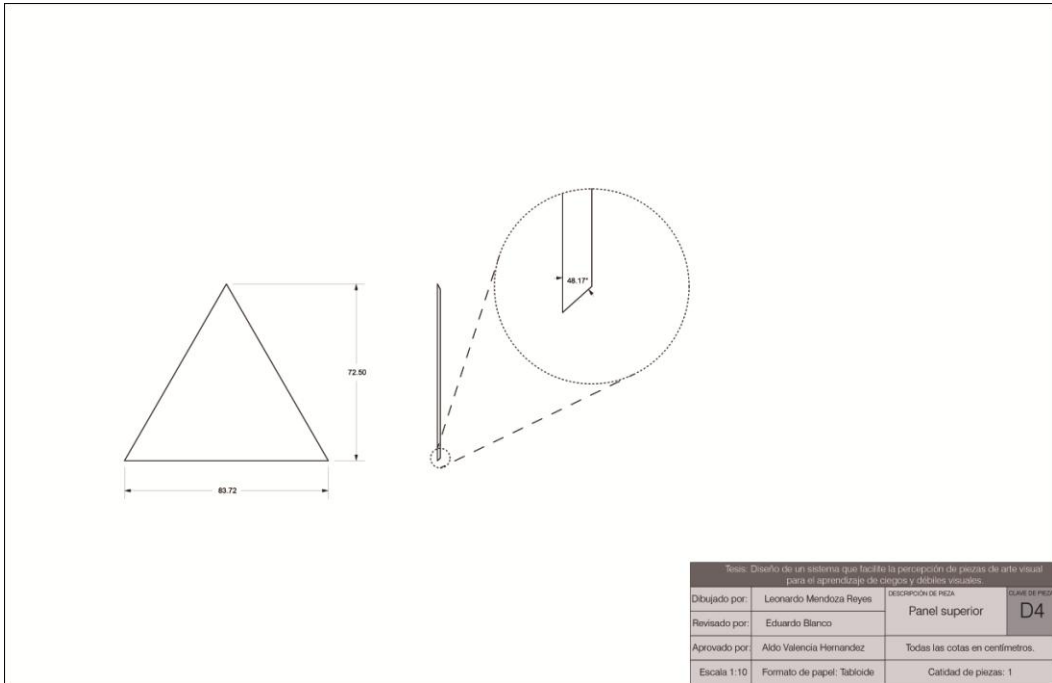 48.17°
72.50
83.72
Tesis: Diseño de un sistema que facilite la percepción de piezas de arte visual
para el aprendizaje de ciegos y débiles visuales.
Dibujado por: Leonardo Mendoza Reyes
DESCRIPCIÓN DE PIEZA
Panel superior
CLAVE DE PIEZA
D4
Revisado por: Eduardo Blanco
Aprovado por: Aldo Valencia Hernandez
Todas las cotas en centímetros.
Escala 1:10
Formato de papel: Tabloide
Catidad de piezas: 1